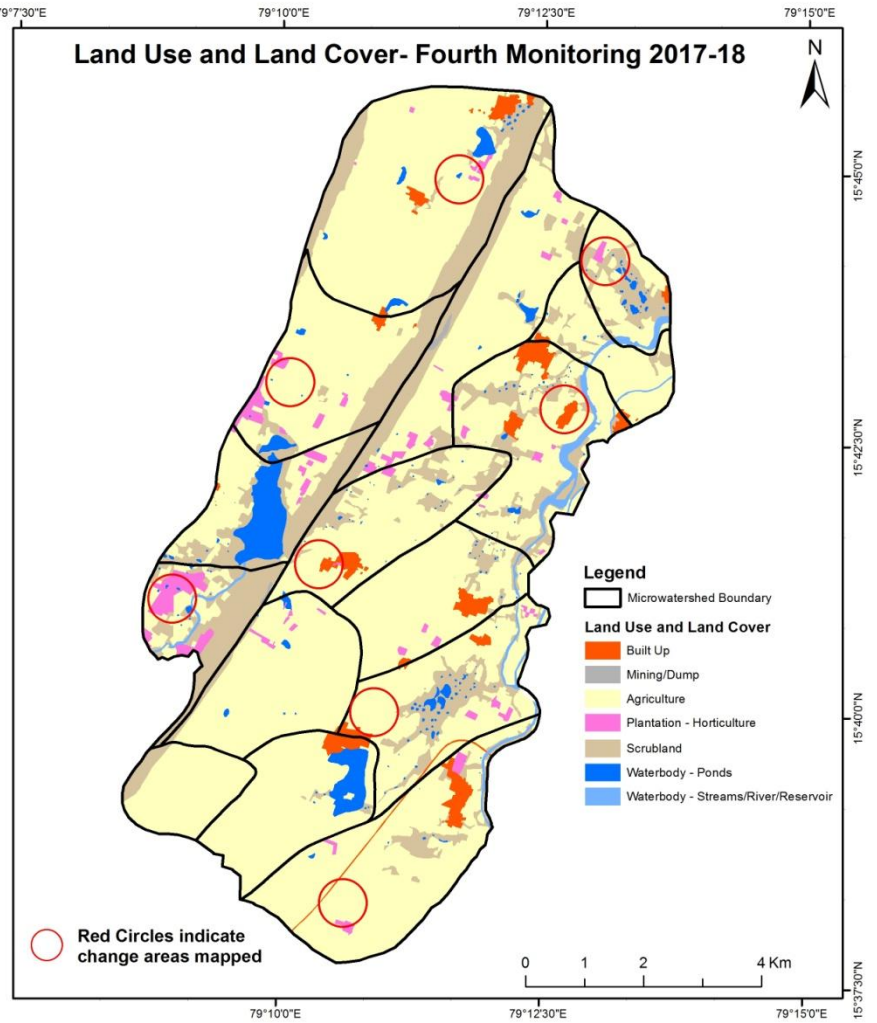 79°7'30"E 79°10'0"E 79°12'30"E 79°15'0"E
Land Use and Land Cover- Fourth Monitoring 2017-18
N
15°45'0"N
15°42'30"N
15°40'0"N
15°37'30"N
Legend
Microwatershed Boundary
Land Use and Land Cover
Built Up
Mining/Dump
Agriculture
Plantation - Horticulture
Scrubland
Waterbody - Ponds
Waterbody - Streams/River/Reservoir
Red Circles indicate
change areas mapped
0 1 2 4 Km
79°10'0"E 79°12'30"E 79°15'0"E